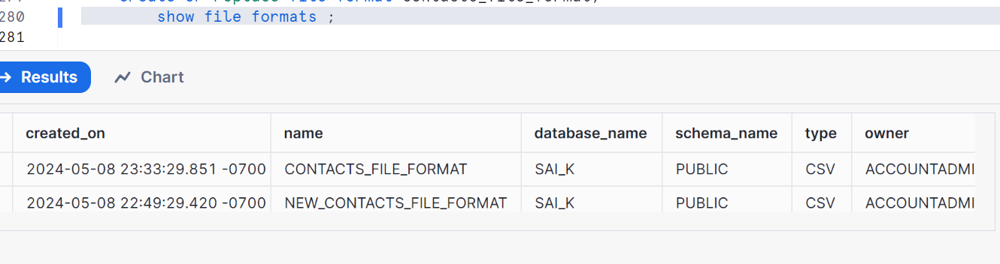 280 show file formats ;
281
Results Chart
created_on name database_name schema_name type owner
2024-05-08 23:33:29.851 -0700 CONTACTS_FILE_FORMAT SAI_K PUBLIC CSV ACCOUNTADMI
2024-05-08 22:49:29.420 -0700 NEW_CONTACTS_FILE_FORMAT SAI_K PUBLIC CSV ACCOUNTADMI